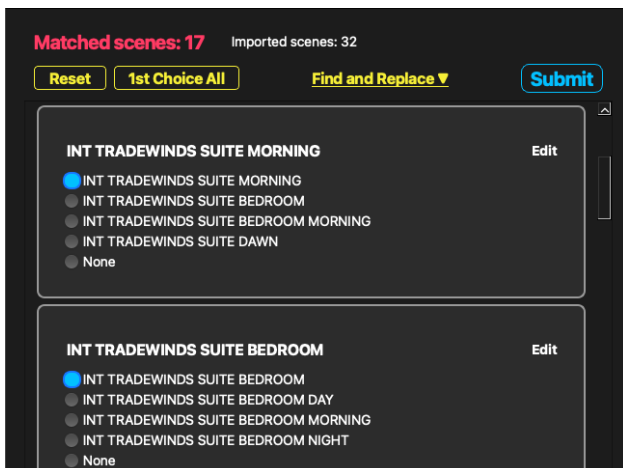 Matched scenes: 17 Imported scenes: 32
Reset 1st Choice All Find and Replace ▼ Submit
INT TRADEWINDS SUITE MORNING Edit
INT TRADEWINDS SUITE MORNING
INT TRADEWINDS SUITE BEDROOM
INT TRADEWINDS SUITE BEDROOM MORNING
INT TRADEWINDS SUITE DAWN
None
INT TRADEWINDS SUITE BEDROOM Edit
INT TRADEWINDS SUITE BEDROOM
INT TRADEWINDS SUITE BEDROOM DAY
INT TRADEWINDS SUITE BEDROOM MORNING
INT TRADEWINDS SUITE BEDROOM NIGHT
None